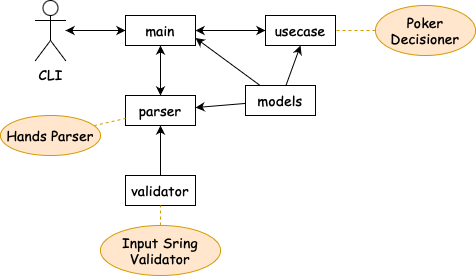 CLI
main
usecase
Poker
Decisioner
models
parser
Hands Parser
validator
Input Sring
Validator